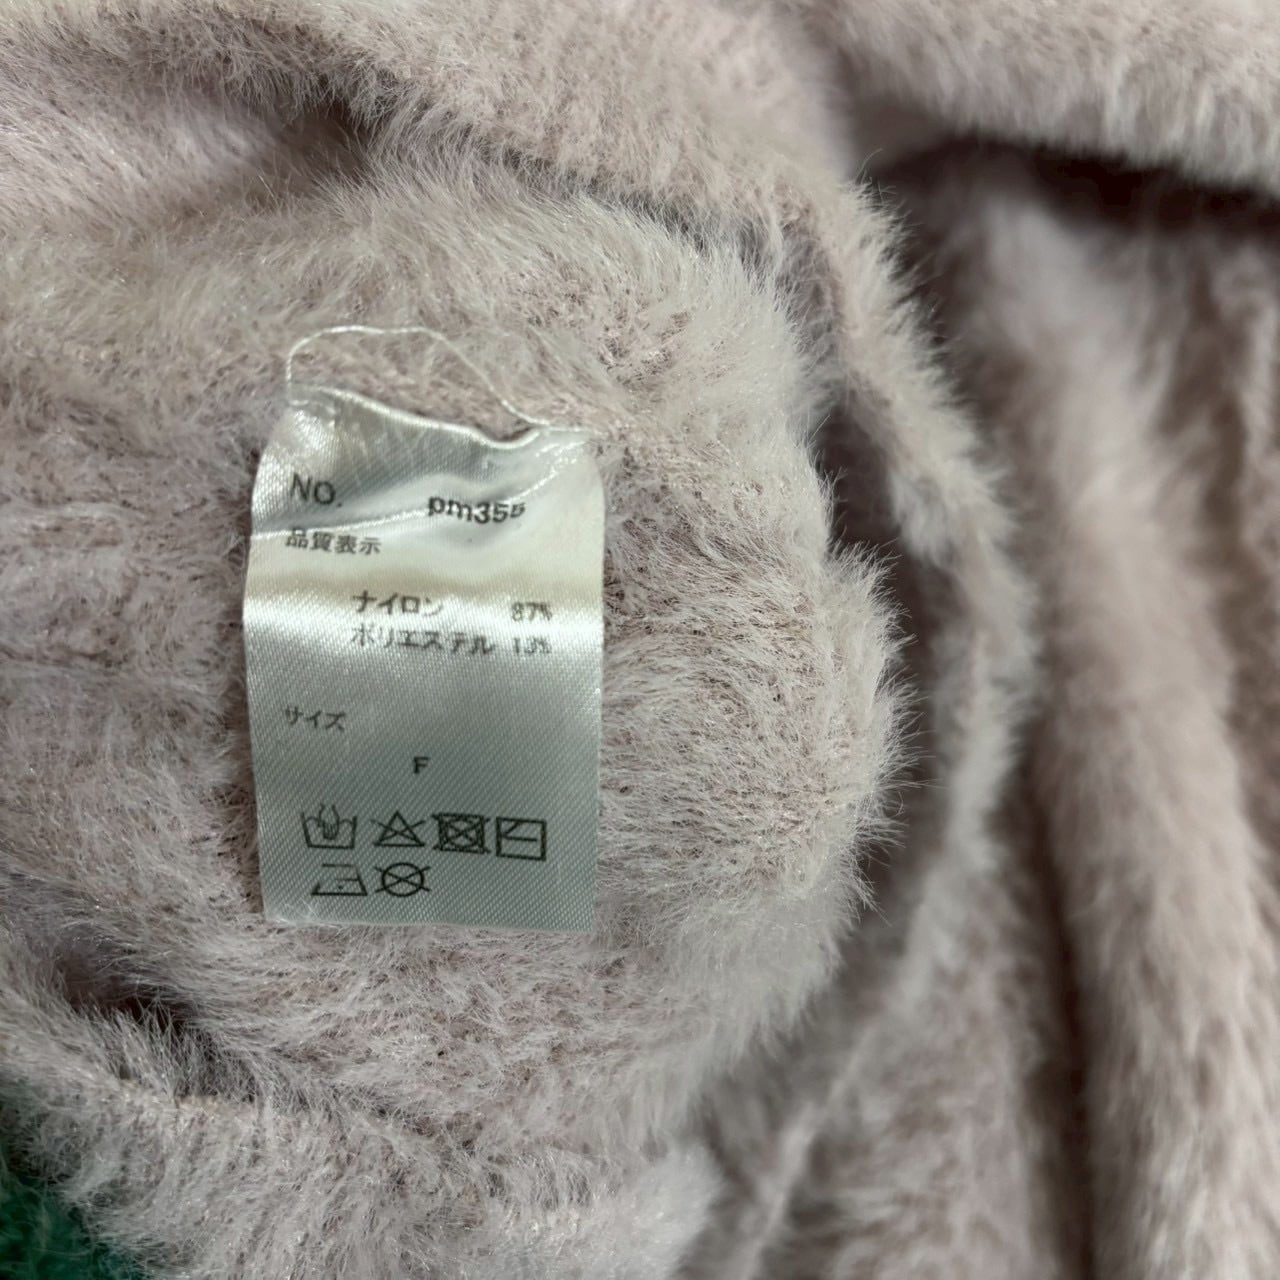 NO. pm355
品質表示
ナイロン 87%
ポリエステル 13%
サイズ
F